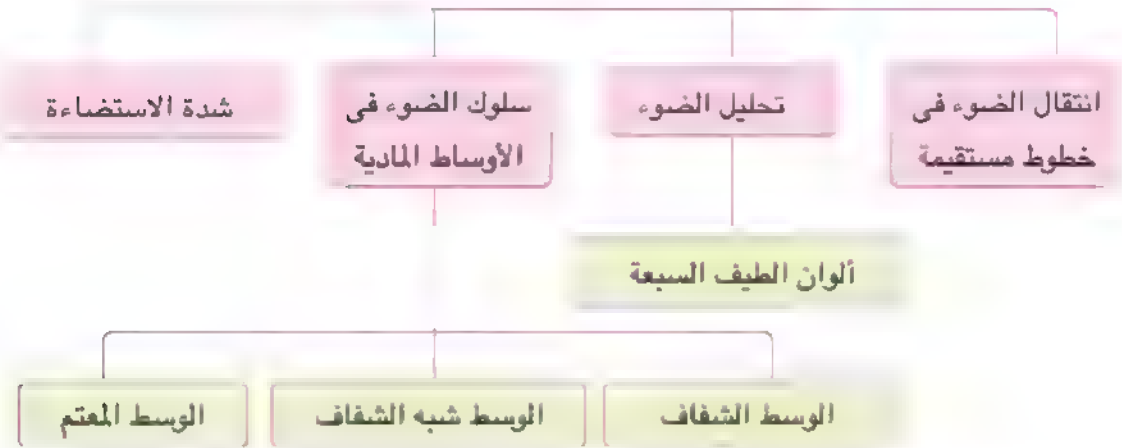 انتقال الضوء فى
خطوط مستقيمة
تحليل الضوء
سلوك الضوء فى
الأوساط المادية
شدة الاستضاءة
ألوان الطيف السبعة
الوسط الشفاف
الوسط شبه الشفاف
الوسط المعتم